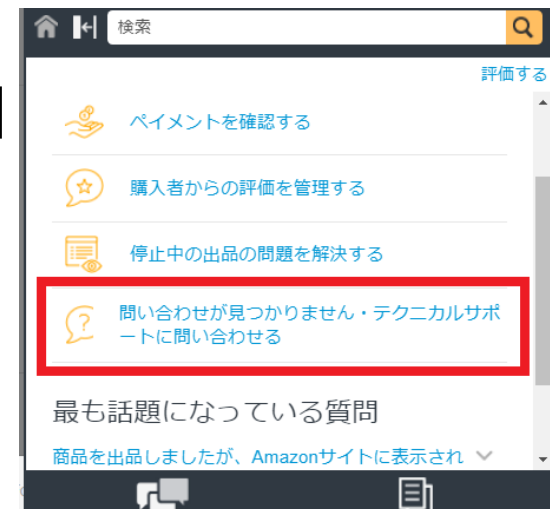 検索
評価する
ペイメントを確認する
購入者からの評価を管理する
停止中の出品の問題を解決する
問い合わせが見つかりません・テクニカルサポ
ートに問い合わせる
最も話題になっている質問
商品を出品しましたが、Amazonサイトに表示され